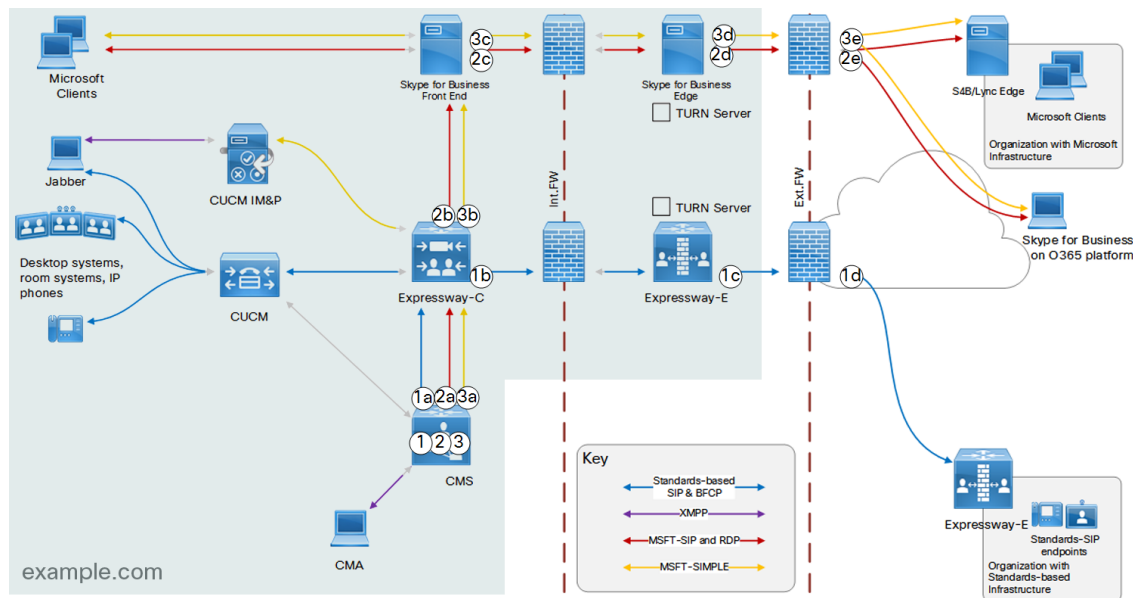 3c
3d
3e
2c
2d
2e
Microsoft
Clients
Skype for Business
Front End
Skype for Business
Edge
S4B/Lync Edge
TURN Server
Microsoft Clients
Organization with Microsoft
Infrastructure
Jabber
CUCM IM&P
Int.FW
Ext.FW
TURN Server
2b
3b
Skype for Business
on O365 platform
Desktop systems,
room systems, IP
phones
1b
1c
1d
CUCM
Expressway-C
Expressway-E
1a
2a
3a
1
2
3
CMS
CMA
Key
Standards-based
SIP & BFCP
XMPP
MSFT-SIP and RDP
MSFT-SIMPLE
Expressway-E
Standards-SIP
endpoints
Organization with
Standards-based
Infrastructure
example.com